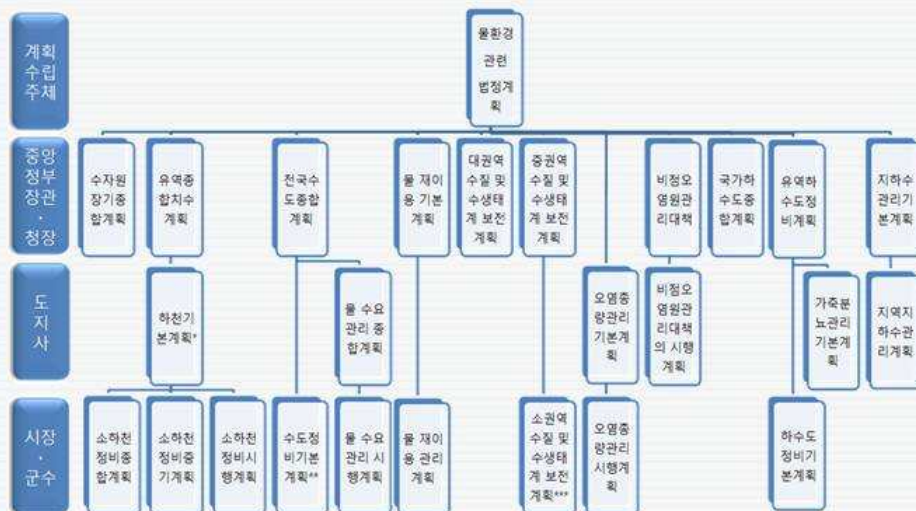 계획
수립
주체
물환경
관련
법정계
획
중앙
정부
장관
·
청장
수자원
장기종
합계획
유역종
합치수
계획
전국수
도종합
계획
물 재이
용 기본
계획
대권역
수질 및
수생태
계 보전
계획
중권역
수질 및
수생태
계 보전
계획
비점오
염원관
리대책
국가하
수도종
합계획
유역하
수도정
비계획
지하수
관리기
본계획
도
지
사
하천기
본계획*
물 수요
관리 종
합계획
오염총
량관리
기본계
획
비점오
염원관
리대책
의 시행
계획
가축분
뇨관리
기본계
획
지역지
하수관
리계획
시장
·
군수
소하천
정비종
합계획
소하천
정비중
기계획
소하천
정비시
행계획
수도정
비기본
계획**
물 수요
관리 시
행계획
물 재이
용 관리
계획
소권역
수질 및
수생태
계 보전
계획***
오염총
량관리
시행계
획
하수도
정비기
본계획